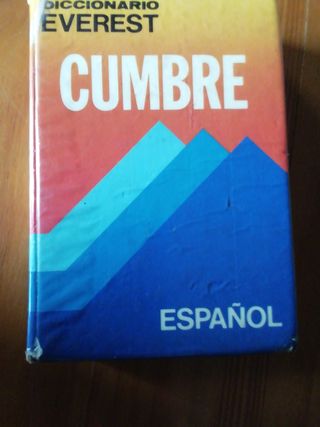 DICCIONARIO
EVEREST
CUMBRE
ESPAÑOL